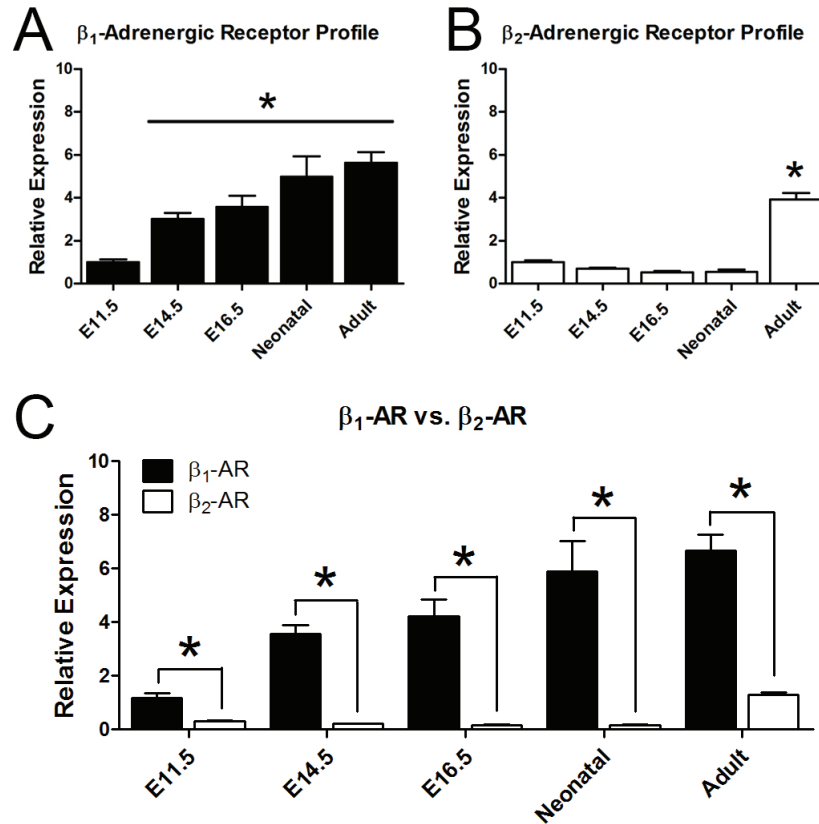 A
β₁-Adrenergic Receptor Profile
Relative Expression
10
8
6
4
2
0
*
E11.5
E14.5
E16.5
Neonatal
Adult
B
β₂-Adrenergic Receptor Profile
Relative Expression
10
8
6
4
2
0
*
E11.5
E14.5
E16.5
Neonatal
Adult
C
β₁-AR vs. β₂-AR
β₁-AR
β₂-AR
Relative Expression
10
8
6
4
2
0
*
*
*
*
*
E11.5
E14.5
E16.5
Neonatal
Adult